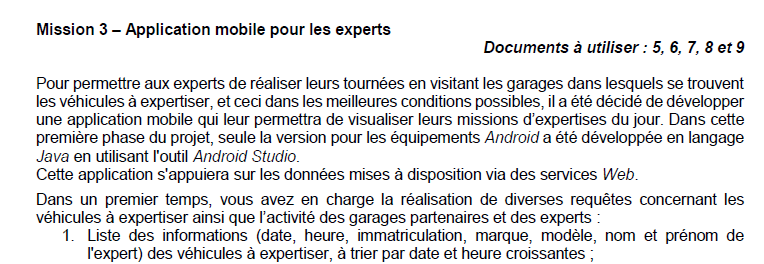 Mission 3 – Application mobile pour les experts
Documents à utiliser : 5, 6, 7, 8 et 9
Pour permettre aux experts de réaliser leurs tournées en visitant les garages dans lesquels se trouvent
les véhicules à expertiser, et ceci dans les meilleures conditions possibles, il a été décidé de développer
une application mobile qui leur permettra de visualiser leurs missions d'expertises du jour. Dans cette
première phase du projet, seule la version pour les équipements Android a été développée en langage
Java en utilisant l'outil Android Studio.
Cette application s'appuiera sur les données mises à disposition via des services Web.
Dans un premier temps, vous avez en charge la réalisation de diverses requêtes concernant les
véhicules à expertiser ainsi que l'activité des garages partenaires et des experts :
1. Liste des informations (date, heure, immatriculation, marque, modèle, nom et prénom de
l'expert) des véhicules à expertiser, à trier par date et heure croissantes ;